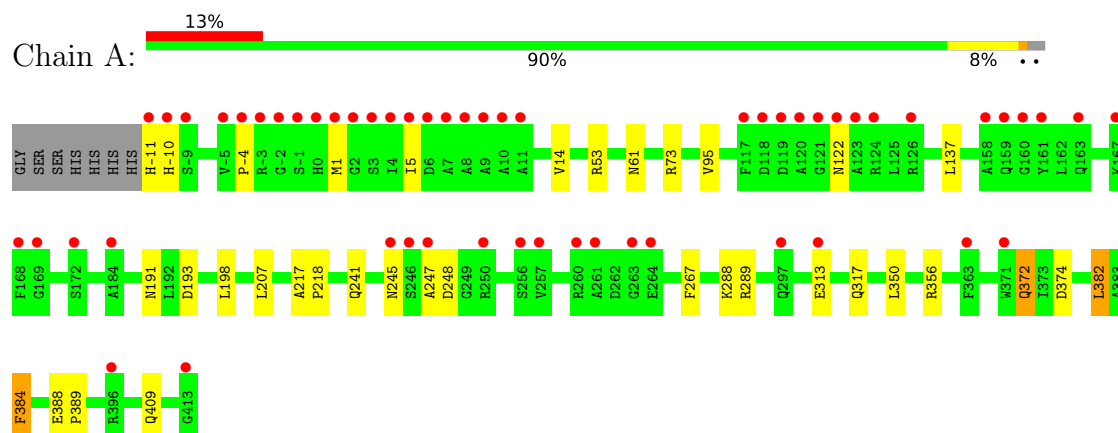 13%
Chain A:
90% 8% • •
GLY SER SER HIS HIS HIS HIS H-11 H-10 S-9 V-5 P-4 R-3 G-2 S-1 H0 M1 G2 S3 I4 I5 D6 A7 A8 A9 A10 A11 V14 R53 N61 R73 V95 F117 D118 D119 A120 G121 N122 A123 R124 L125 R126 L137 A158 Q159 G160 Y161 L162 Q163 K167
F168 G169 S172 A184 N191 L192 D193 L198 L207 A217 P218 Q241 N245 S246 A247 D248 G249 R250 S256 V257 R260 A261 D262 G263 E264 F267 K288 R289 Q297 E313 Q317 L350 R356 F363 W371 Q372 I373 D374 L382 A383
F384 E388 P389 R396 Q409 G413